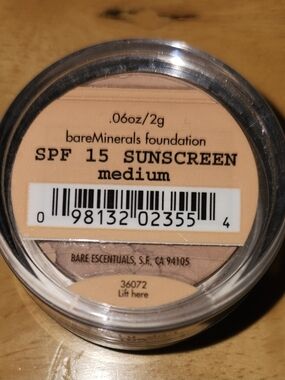 .06oz/2g
bareMinerals foundation
SPF 15 SUNSCREEN
medium
0 98132 02355 4
BARE ESCENTUALS, S.F., CA 94105
36072
Lift here